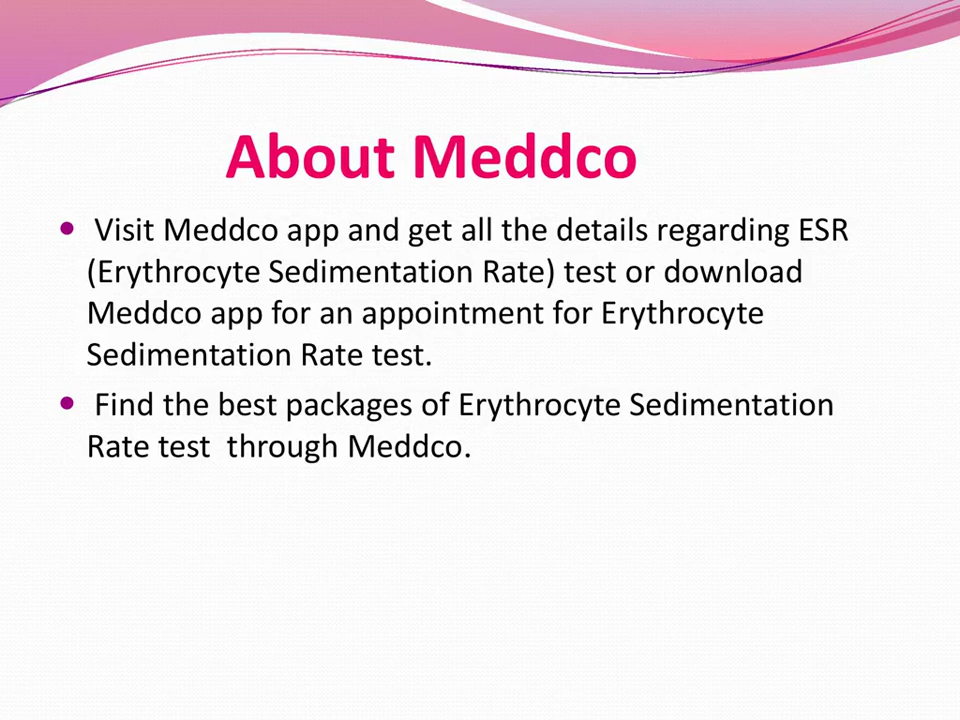 About Meddco
• Visit Meddco app and get all the details regarding ESR
(Erythrocyte Sedimentation Rate) test or download
Meddco app for an appointment for Erythrocyte
Sedimentation Rate test.
• Find the best packages of Erythrocyte Sedimentation
Rate test  through Meddco.